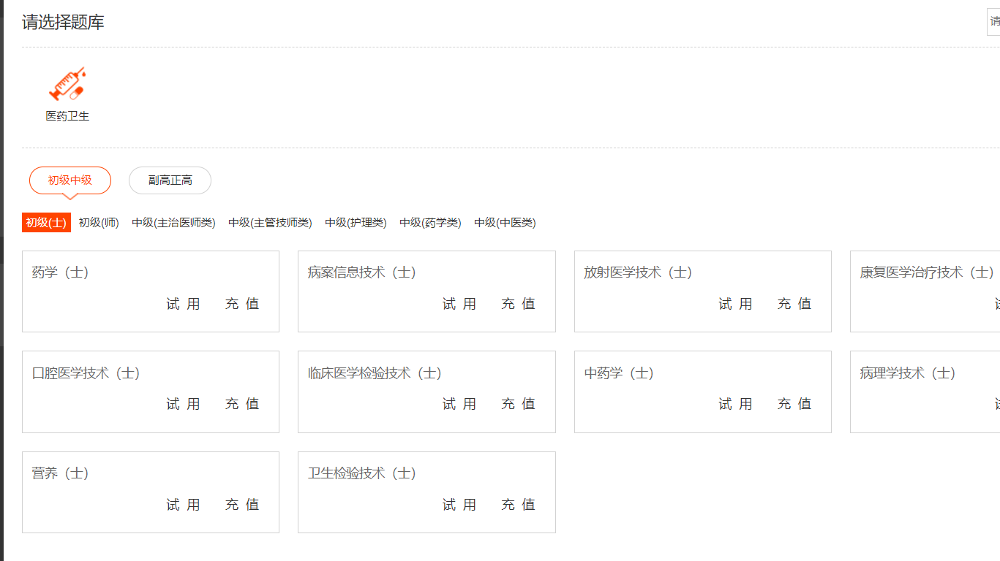 请选择题库
请
医药卫生
初级中级 副高正高
初级(士) 初级(师) 中级(主治医师类) 中级(主管技师类) 中级(护理类) 中级(药学类) 中级(中医类)
药学（士） 病案信息技术（士） 放射医学技术（士） 康复医学治疗技术（士）
试 用 充 值 试 用 充 值 试 用 充 值
口腔医学技术（士） 临床医学检验技术（士） 中药学（士） 病理学技术（士）
试 用 充 值 试 用 充 值 试 用 充 值
营养（士） 卫生检验技术（士）
试 用 充 值 试 用 充 值